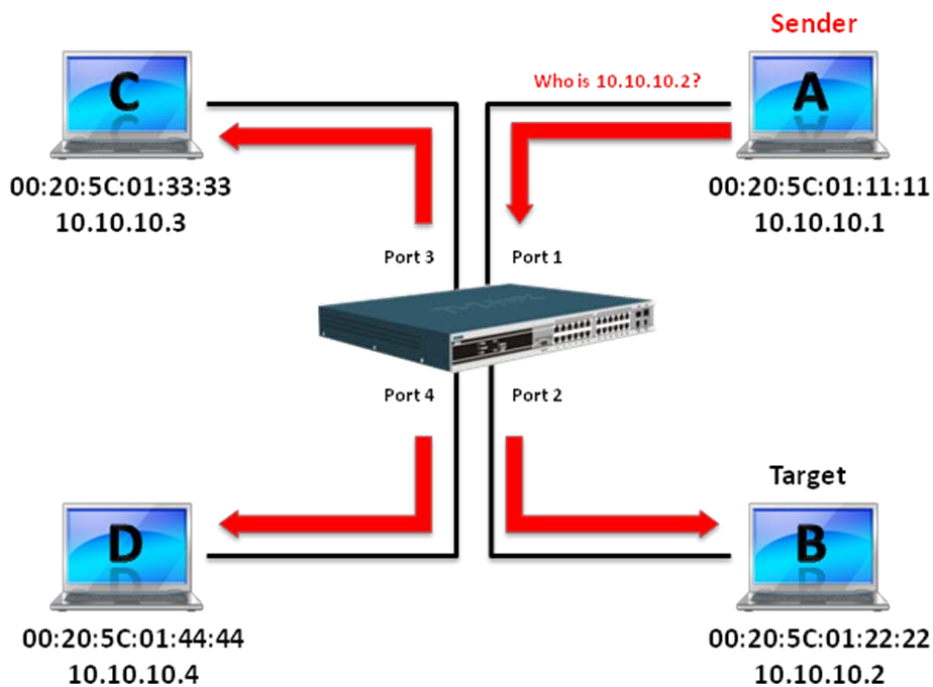 Sender
Who is 10.10.10.2?
C
A
00:20:5C:01:33:33
10.10.10.3
00:20:5C:01:11:11
10.10.10.1
Port 3
Port 1
Port 4
Port 2
Target
D
B
00:20:5C:01:44:44
10.10.10.4
00:20:5C:01:22:22
10.10.10.2